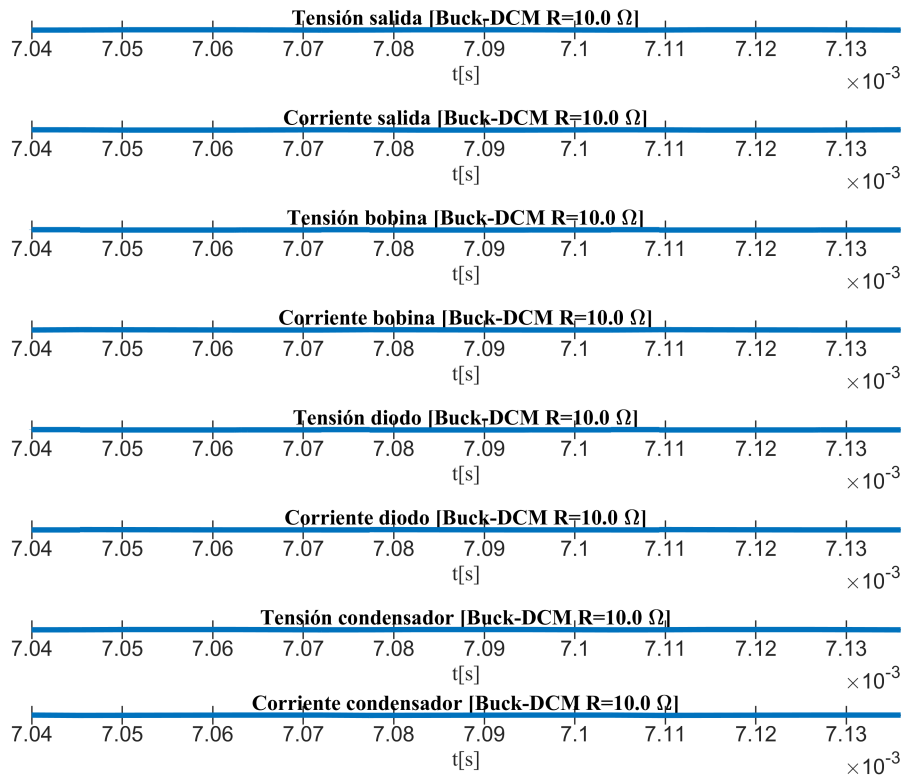 Tensión salida [Buck-DCM R=10.0 Ω]
7.04 7.05 7.06 7.07 7.08 7.09 7.1 7.11 7.12 7.13
t[s]
×10-3
Corriente salida [Buck-DCM R=10.0 Ω]
7.04 7.05 7.06 7.07 7.08 7.09 7.1 7.11 7.12 7.13
t[s]
×10-3
Tensión bobina [Buck-DCM R=10.0 Ω]
7.04 7.05 7.06 7.07 7.08 7.09 7.1 7.11 7.12 7.13
t[s]
×10-3
Corriente bobina [Buck-DCM R=10.0 Ω]
7.04 7.05 7.06 7.07 7.08 7.09 7.1 7.11 7.12 7.13
t[s]
×10-3
Tensión diodo [Buck-DCM R=10.0 Ω]
7.04 7.05 7.06 7.07 7.08 7.09 7.1 7.11 7.12 7.13
t[s]
×10-3
Corriente diodo [Buck-DCM R=10.0 Ω]
7.04 7.05 7.06 7.07 7.08 7.09 7.1 7.11 7.12 7.13
t[s]
×10-3
Tensión condensador [Buck-DCM R=10.0 Ω]
7.04 7.05 7.06 7.07 7.08 7.09 7.1 7.11 7.12 7.13
t[s]
×10-3
Corriente condensador [Buck-DCM R=10.0 Ω]
7.04 7.05 7.06 7.07 7.08 7.09 7.1 7.11 7.12 7.13
t[s]
×10-3